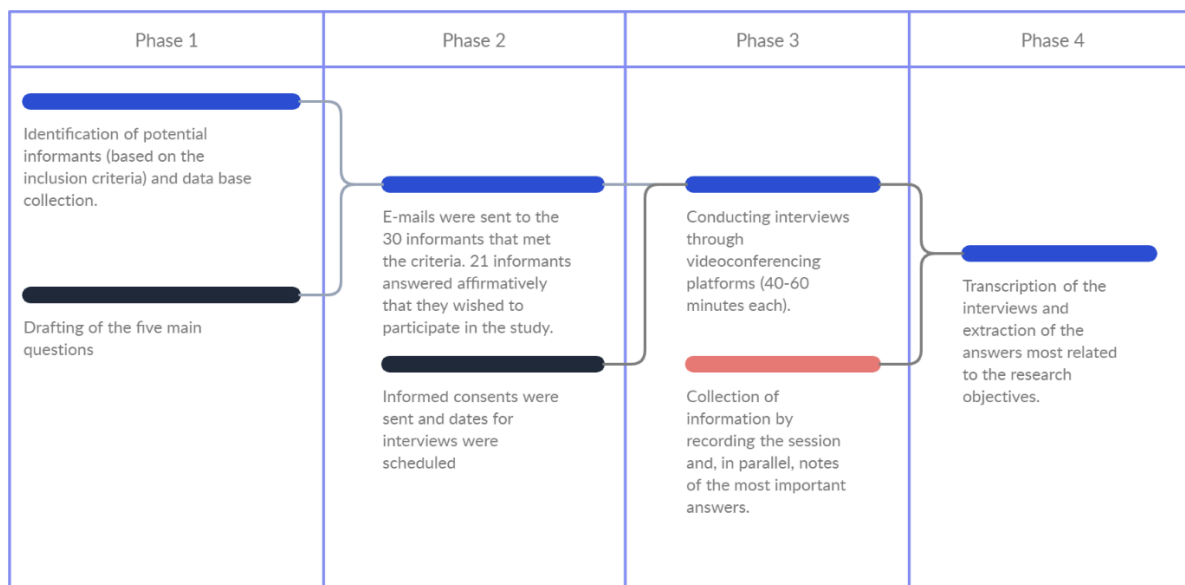 Phase 1
Phase 2
Phase 3
Phase 4
Identification of potential
informants (based on the
inclusion criteria) and data base
collection.
Drafting of the five main
questions
E-mails were sent to the
30 informants that met
the criteria. 21 informants
answered affirmatively
that they wished to
participate in the study.
Informed consents were
sent and dates for
interviews were
scheduled
Conducting interviews
through
videoconferencing
platforms (40-60
minutes each).
Collection of
information by
recording the session
and, in parallel, notes
of the most important
answers.
Transcription of the
interviews and
extraction of the
answers most related
to the research
objectives.